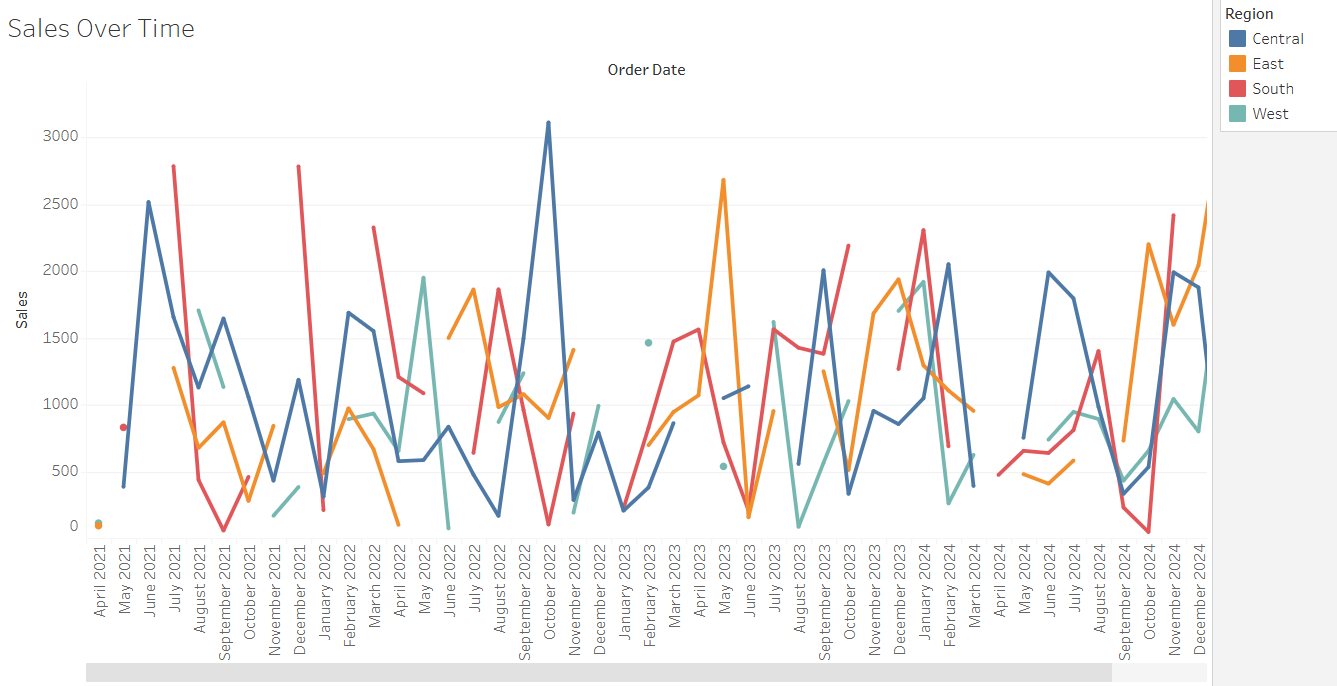 Sales Over Time
Region
Central
East
South
West
Order Date
Sales
3000
2500
2000
1500
1000
500
0
April 2021
May 2021
June 2021
July 2021
August 2021
September 2021
October 2021
November 2021
December 2021
January 2022
February 2022
March 2022
April 2022
May 2022
June 2022
July 2022
August 2022
September 2022
October 2022
November 2022
December 2022
January 2023
February 2023
March 2023
April 2023
May 2023
June 2023
July 2023
August 2023
September 2023
October 2023
November 2023
December 2023
January 2024
February 2024
March 2024
April 2024
May 2024
June 2024
July 2024
August 2024
September 2024
October 2024
November 2024
December 2024